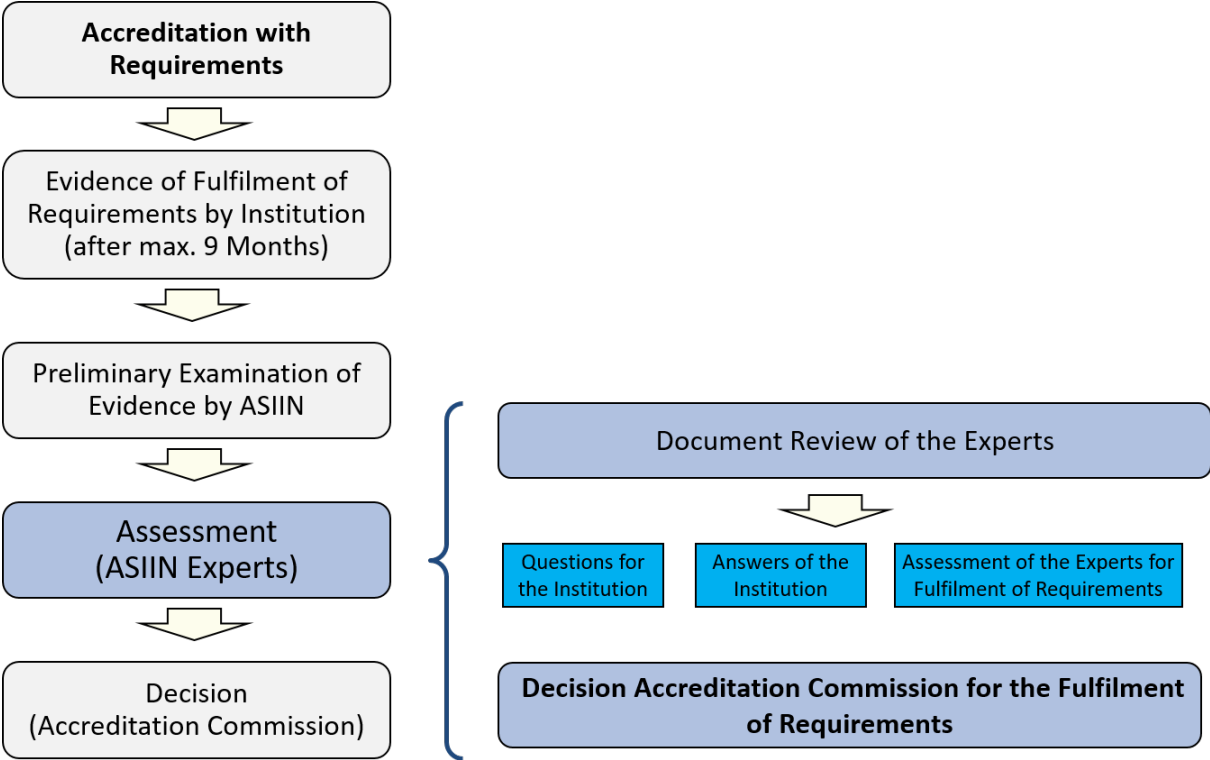 Accreditation with
Requirements
Evidence of Fulfilment of
Requirements by Institution
(after max. 9 Months)
Preliminary Examination of
Evidence by ASIIN
Assessment
(ASIIN Experts)
Decision
(Accreditation Commission)
Document Review of the Experts
Questions for
the Institution
Answers of the
Institution
Assessment of the Experts for
Fulfilment of Requirements
Decision Accreditation Commission for the Fulfilment
of Requirements